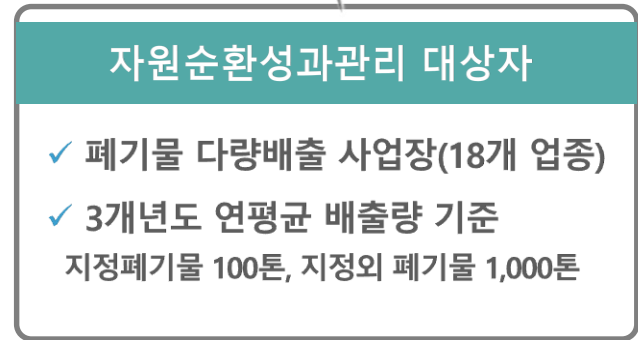 자원순환성과관리 대상자
✓ 폐기물 다량배출 사업장(18개 업종)
✓ 3개년도 연평균 배출량 기준
지정폐기물 100톤, 지정외 폐기물 1,000톤